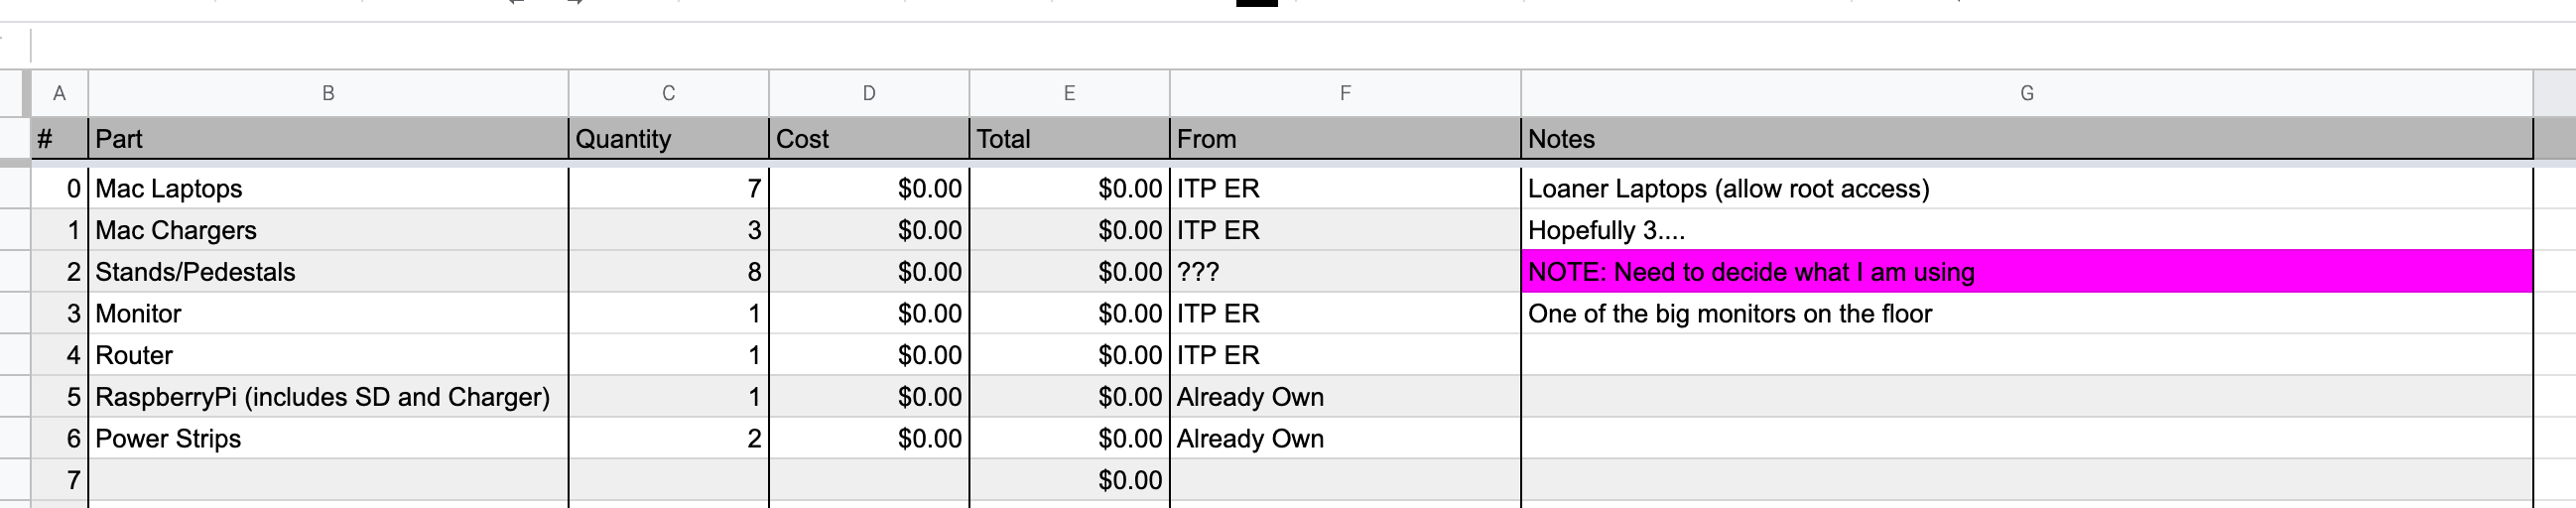 A B C D E F G
# Part Quantity Cost Total From Notes
0 Mac Laptops 7 $0.00 $0.00 ITP ER Loaner Laptops (allow root access)
1 Mac Chargers 3 $0.00 $0.00 ITP ER Hopefully 3....
2 Stands/Pedestals 8 $0.00 $0.00 ??? NOTE: Need to decide what I am using
3 Monitor 1 $0.00 $0.00 ITP ER One of the big monitors on the floor
4 Router 1 $0.00 $0.00 ITP ER
5 RaspberryPi (includes SD and Charger) 1 $0.00 $0.00 Already Own
6 Power Strips 2 $0.00 $0.00 Already Own
7 $0.00